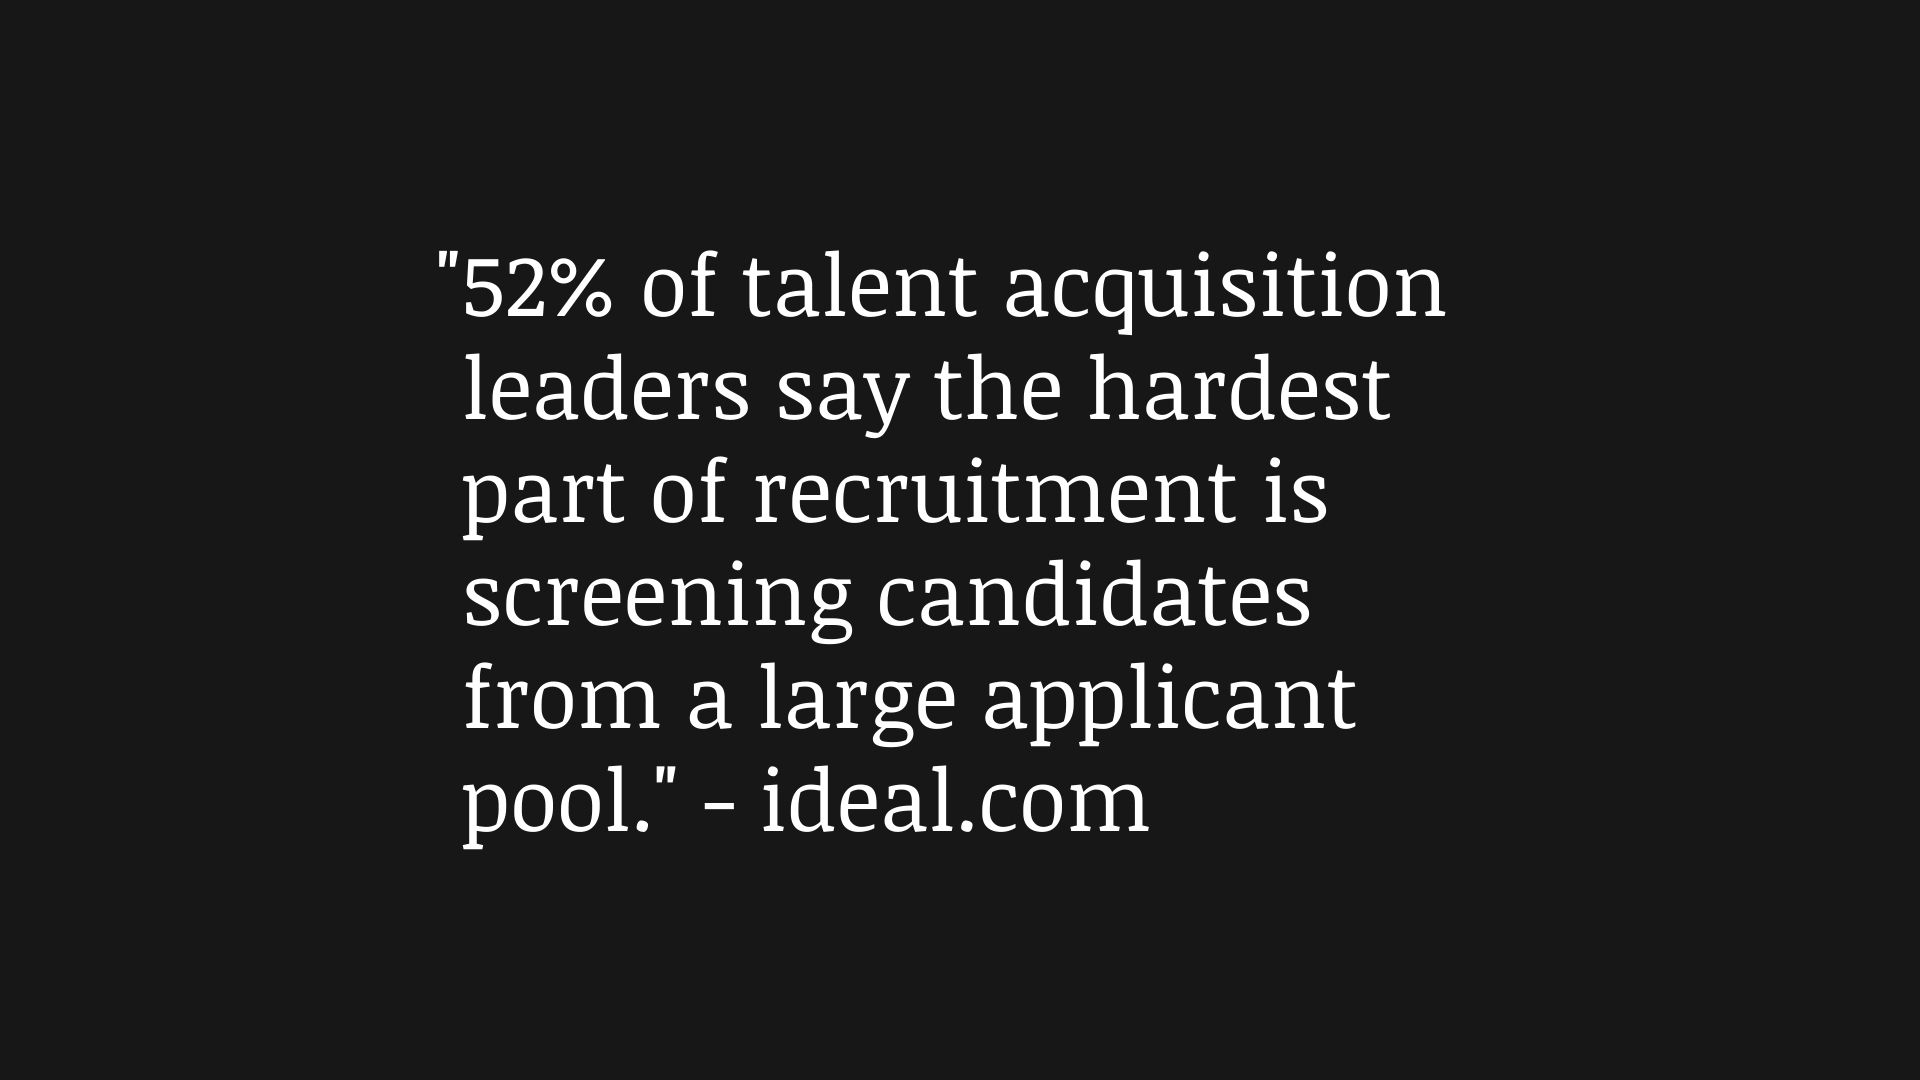 "52% of talent acquisition
leaders say the hardest
part of recruitment is
screening candidates
from a large applicant
pool." - ideal.com